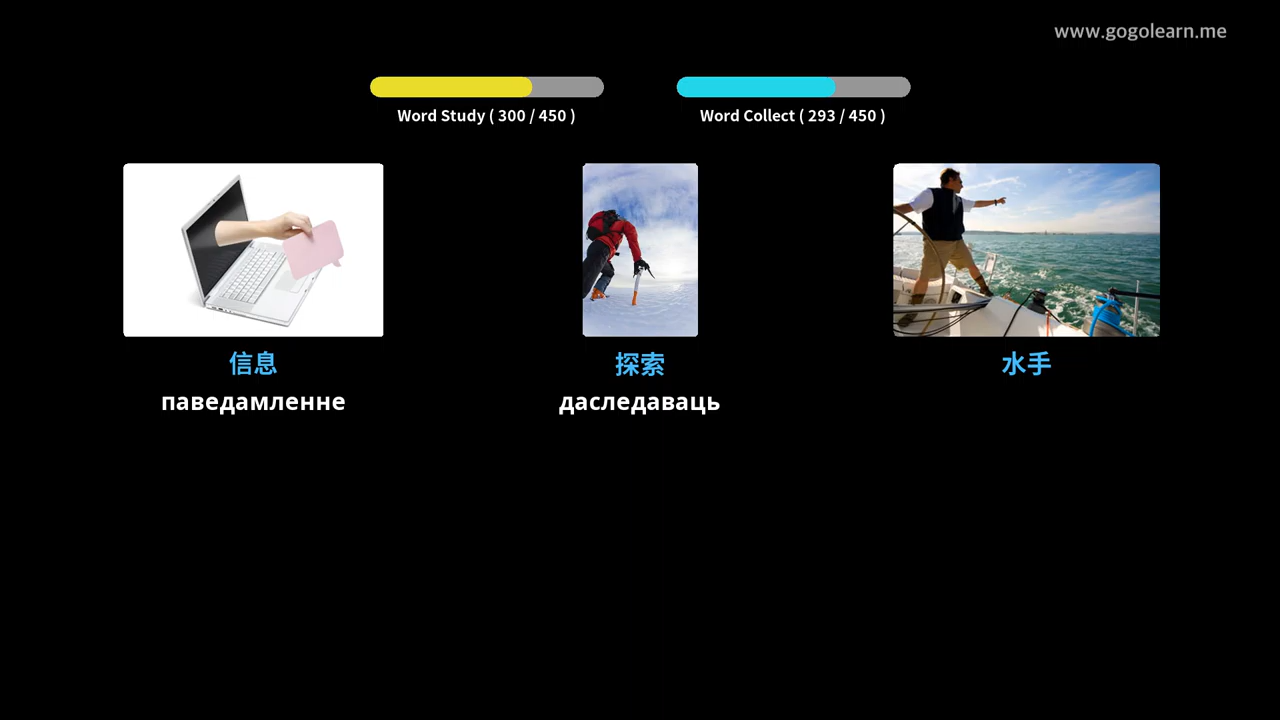 www.gogolearn.me
Word Study ( 300 / 450 )
Word Collect ( 293 / 450 )
信息
паведамленне
探索
даследаваць
水手